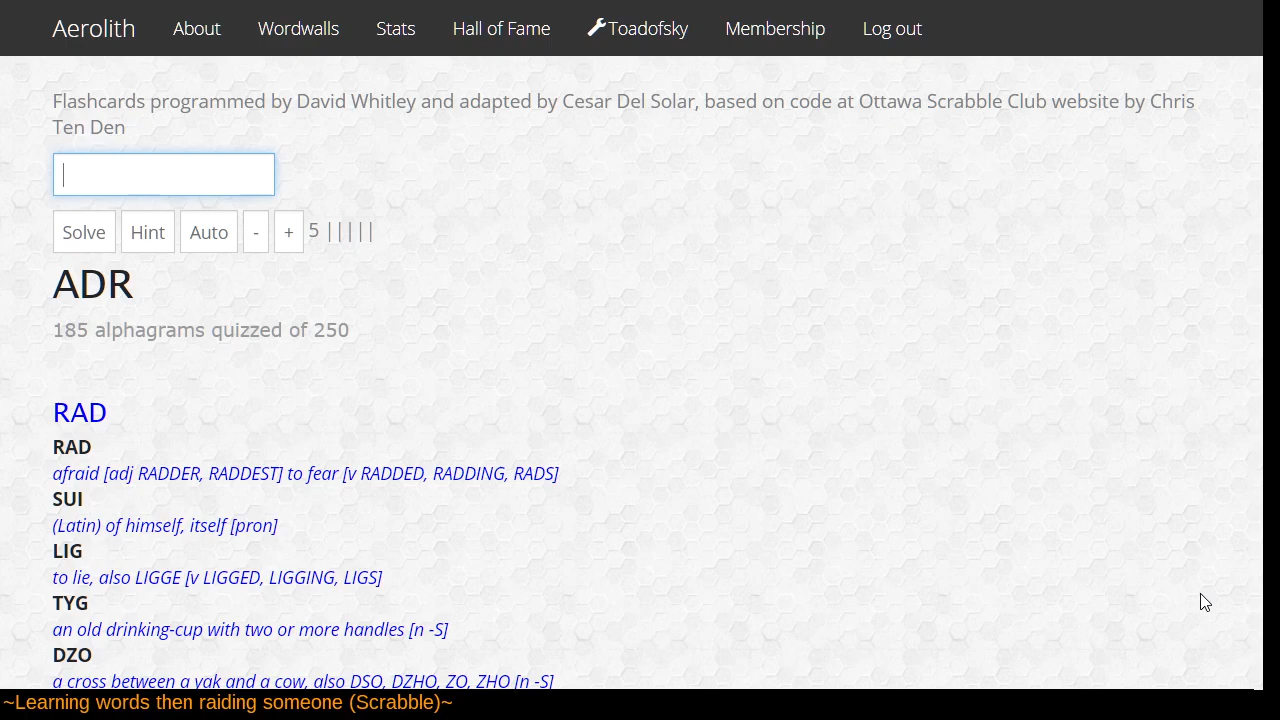 Aerolith About Wordwalls Stats Hall of Fame Toadofsky Membership Log out
Flashcards programmed by David Whitley and adapted by Cesar Del Solar, based on code at Ottawa Scrabble Club website by Chris
Ten Den
Solve Hint Auto - + 5 |||||
ADR
185 alphagrams quizzed of 250
RAD
RAD
afraid [adj RADDER, RADDEST] to fear [v RADDED, RADDING, RADS]
SUI
(Latin) of himself, itself [pron]
LIG
to lie, also LIGGE [v LIGGED, LIGGING, LIGS]
TYG
an old drinking-cup with two or more handles [n -S]
DZO
a cross between a yak and a cow, also DSO, DZHO, ZO, ZHO [n -S]
~Learning words then raiding someone (Scrabble)~